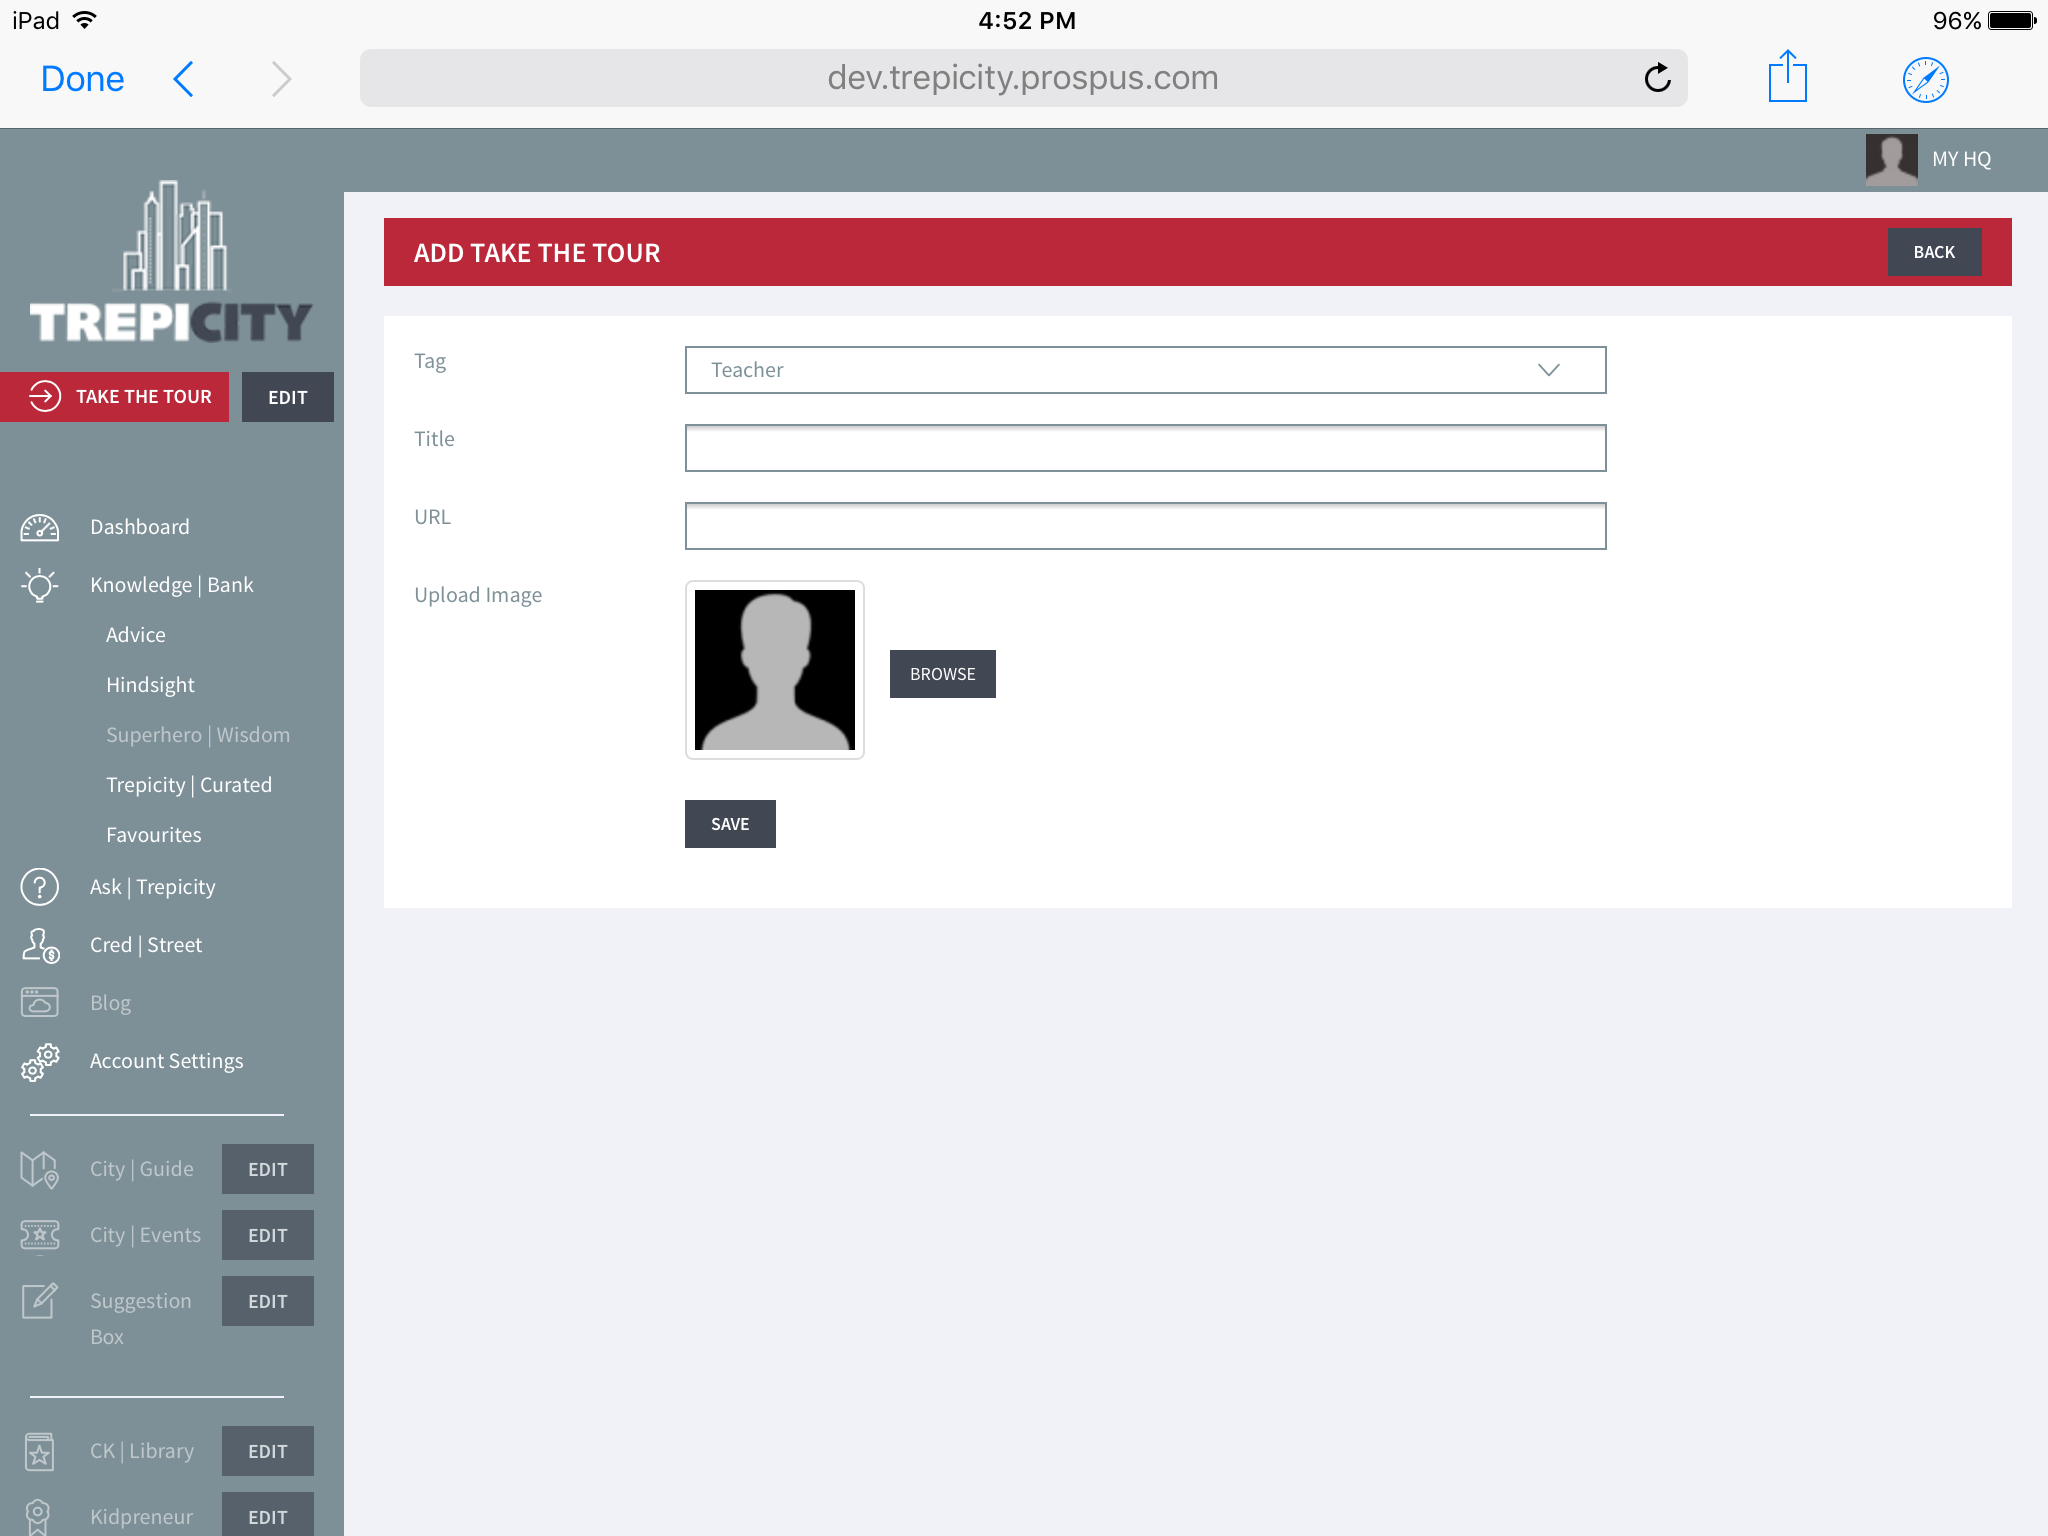 iPad
4:52 PM
96%
Done
dev.trepicity.prospus.com
MY HQ
TREPICITY
TAKE THE TOUR
EDIT
Dashboard
Knowledge | Bank
Advice
Hindsight
Superhero | Wisdom
Trepicity | Curated
Favourites
Ask | Trepicity
Cred | Street
Blog
Account Settings
City | Guide
EDIT
City | Events
EDIT
Suggestion
Box
EDIT
CK | Library
EDIT
Kidpreneur
EDIT
ADD TAKE THE TOUR
BACK
Tag
Teacher
Title
URL
Upload Image
BROWSE
SAVE